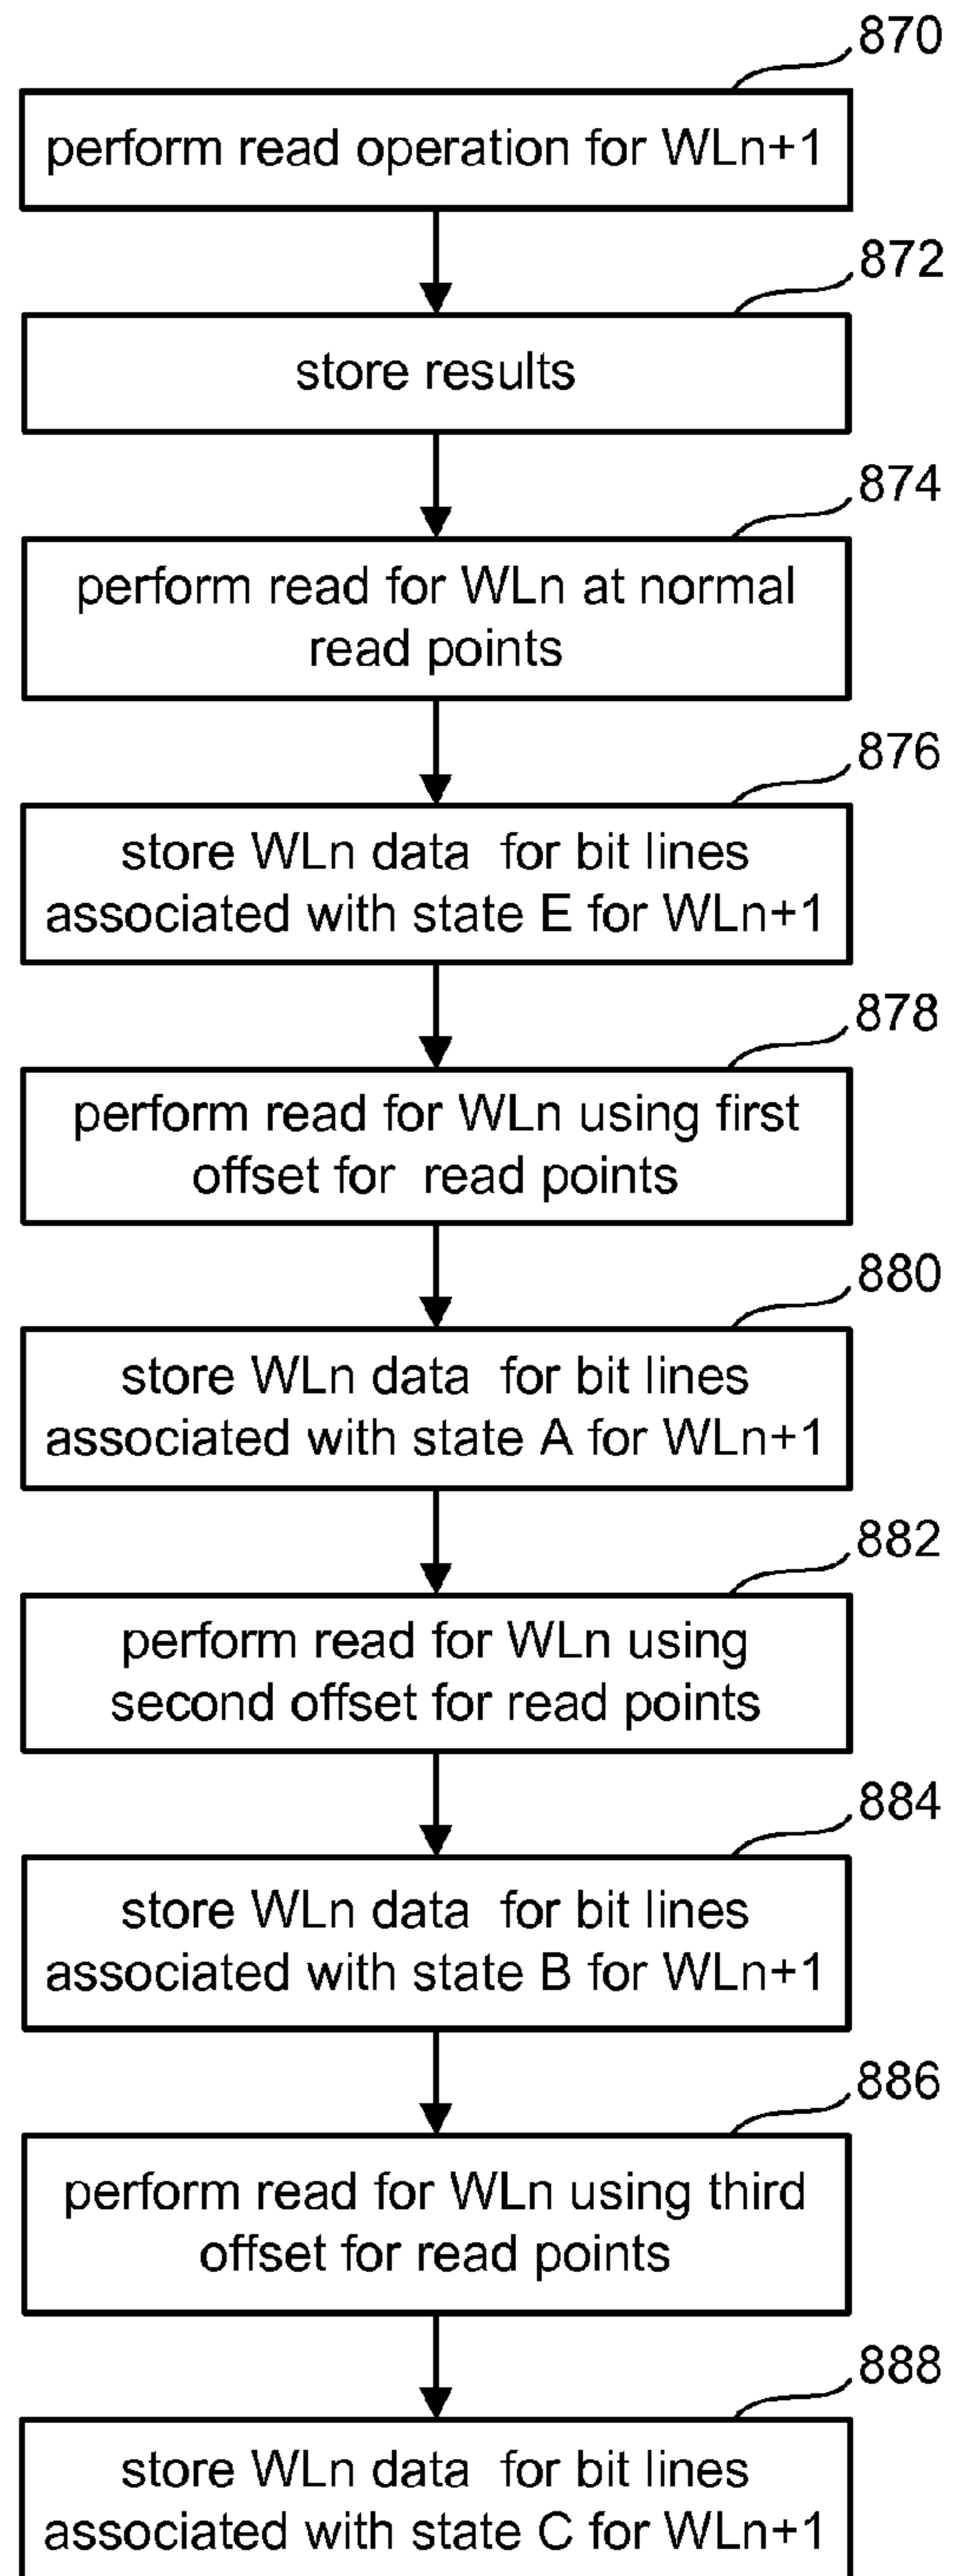 870
perform read operation for WLn+1
872
store results
874
perform read for WLn at normal
read points
876
store WLn data for bit lines
associated with state E for WLn+1
878
perform read for WLn using first
offset for read points
880
store WLn data for bit lines
associated with state A for WLn+1
882
perform read for WLn using
second offset for read points
884
store WLn data for bit lines
associated with state B for WLn+1
886
perform read for WLn using third
offset for read points
888
store WLn data for bit lines
associated with state C for WLn+1